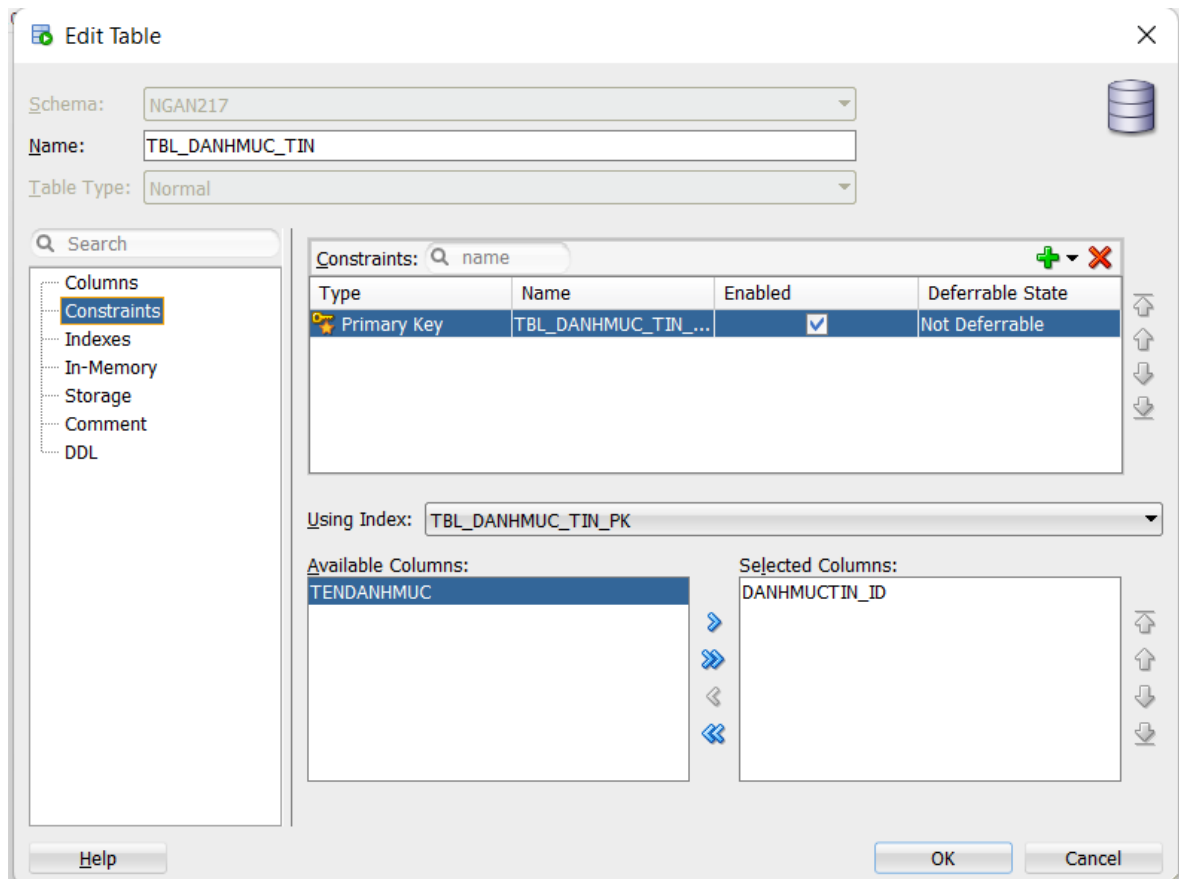 Edit Table
Schema: NGAN217
Name: TBL_DANHMUC_TIN
Table Type: Normal
Search
Columns
Constraints
Indexes
In-Memory
Storage
Comment
DDL
Constraints: name
Type Name Enabled Deferrable State
Primary Key TBL_DANHMUC_TIN_... Not Deferrable
Using Index: TBL_DANHMUC_TIN_PK
Available Columns: Selected Columns:
TENDANHMUC DANHMUCTIN_ID
Help OK Cancel